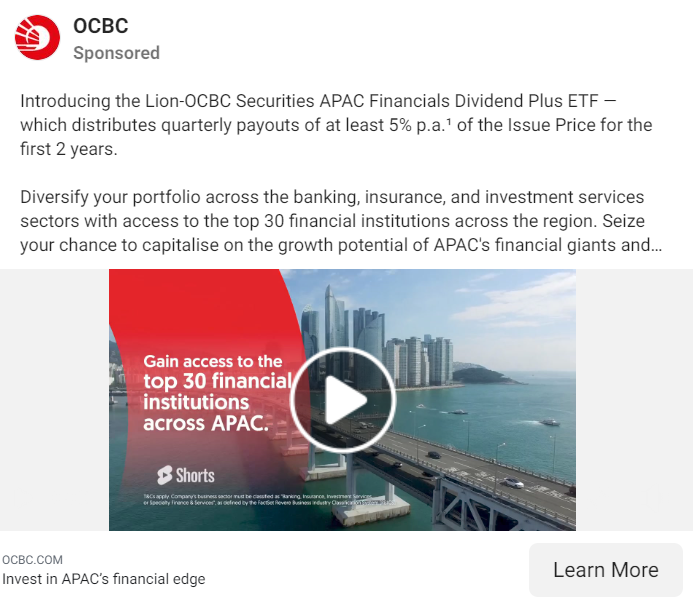 OCBC
Sponsored
Introducing the Lion-OCBC Securities APAC Financials Dividend Plus ETF —
which distributes quarterly payouts of at least 5% p.a.¹ of the Issue Price for the
first 2 years.
Diversify your portfolio across the banking, insurance, and investment services
sectors with access to the top 30 financial institutions across the region. Seize
your chance to capitalise on the growth potential of APAC's financial giants and...
Gain access to the
top 30 financial
institutions
across APAC.
Shorts
T&Cs apply. Company's business sector must be classified as "Banking, Insurance, Investment Services
or Specialty Finance & Services", as defined by the FactSet Revere Business Industry Classification
OCBC.COM
Invest in APAC's financial edge
Learn More